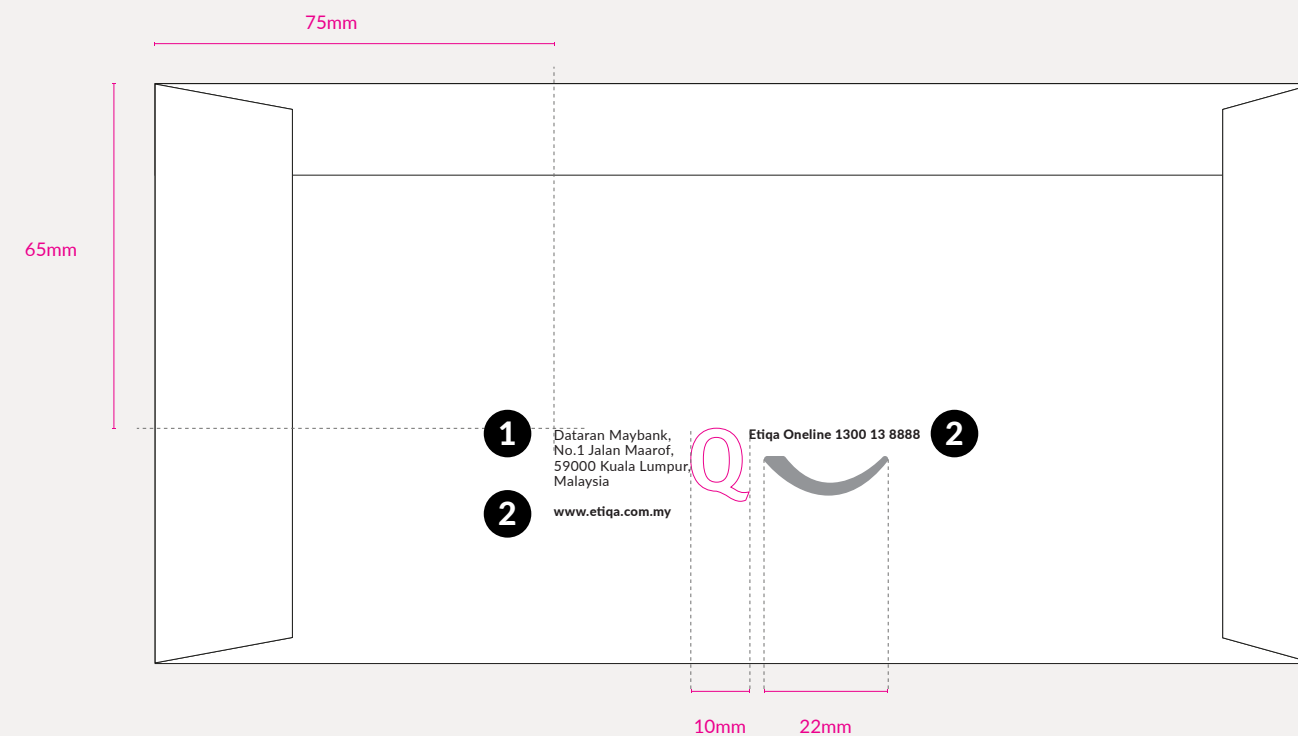 75mm
65mm
1
Dataran Maybank,
No.1 Jalan Maarof,
59000 Kuala Lumpur,
Malaysia
2
www.etiqa.com.my
Q
Etiqa Oneline 1300 13 8888
2
10mm
22mm